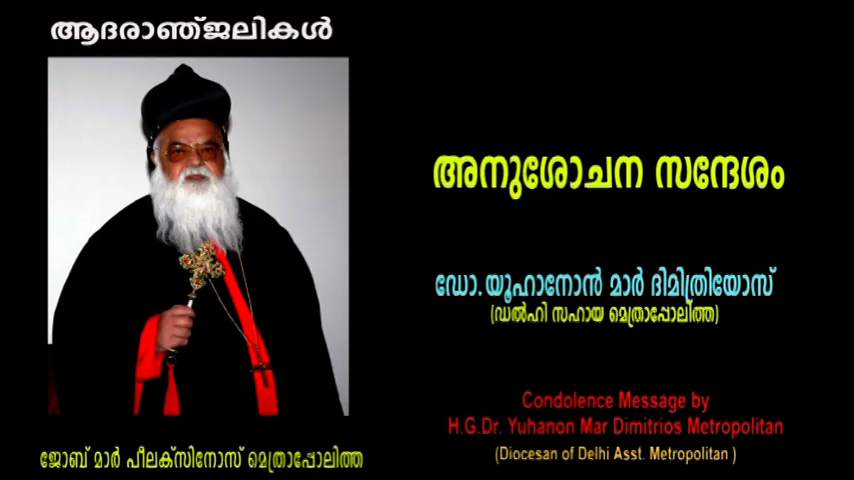 ആദരാഞ്ജലികൾ
ജോബ് മാർ പീലക്സിനോസ് മെത്രാപ്പോലിത്ത
അനുശോചന സന്ദേശം
ഡോ. യൂഹാനോൻ മാർ ദിമിത്രിയോസ്
(ഡൽഹി സഹായ മെത്രാപ്പോലിത്ത)
Condolence Message by
H.G.Dr. Yuhanon Mar Dimitrios Metropolitan
(Diocesan of Delhi Asst. Metropolitan )